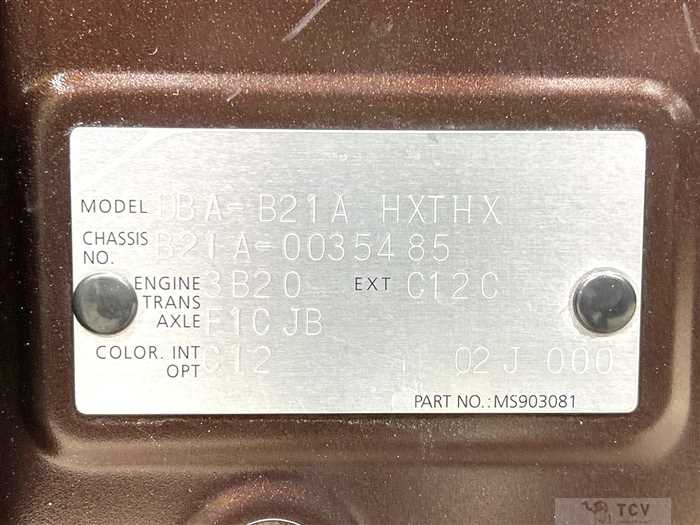 MODEL DBA-B21A HXTHX
CHASSIS NO. B21A-0035485
ENGINE 3B20 EXT C12C
TRANS AXLE F1CJB
COLOR. INT OPT C12 02J 000
PART NO.:MS903081
TCV